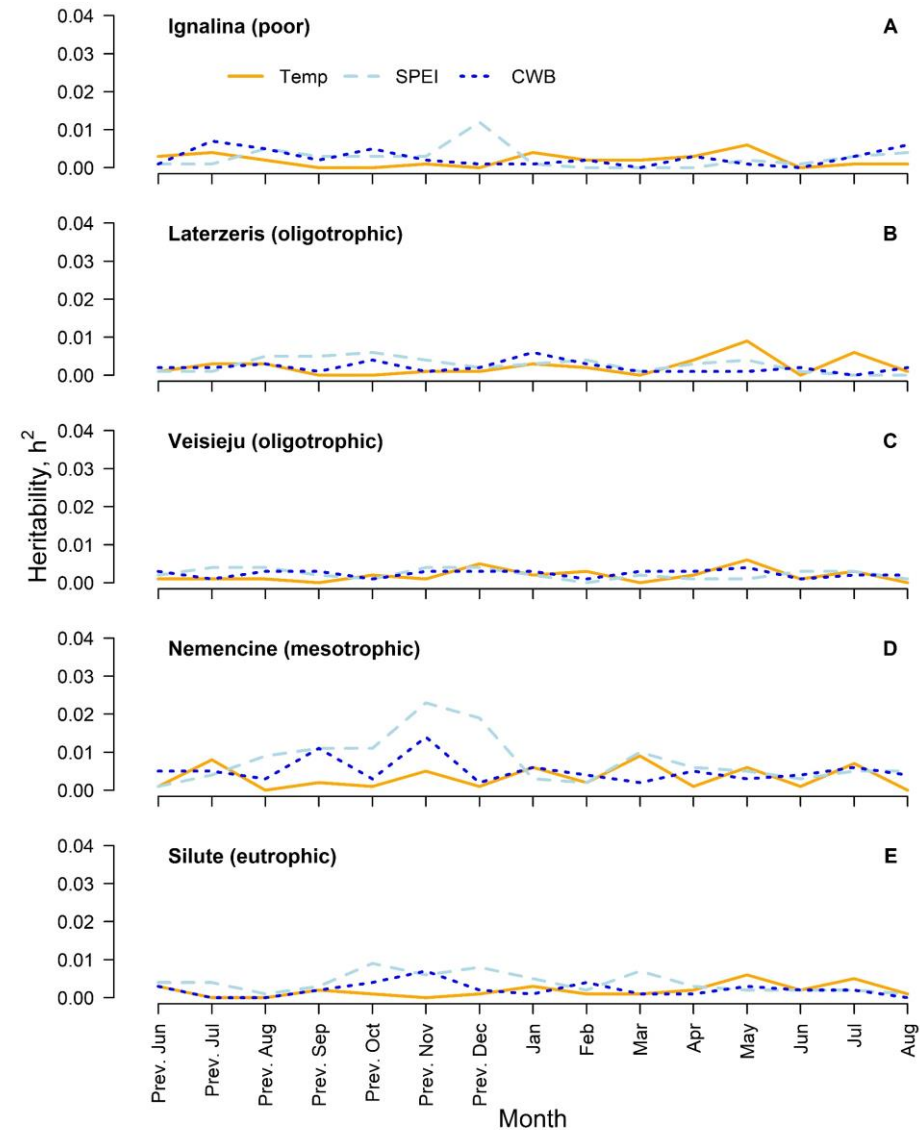 Ignalina (poor) A
Temp SPEI CWB
0.04
0.03
0.02
0.01
0.00
Laterzeris (oligotrophic) B
0.04
0.03
0.02
0.01
0.00
Veisieju (oligotrophic) C
0.04
0.03
0.02
0.01
0.00
Nemencine (mesotrophic) D
0.04
0.03
0.02
0.01
0.00
Silute (eutrophic) E
0.04
0.03
0.02
0.01
0.00
Heritability, h²
Prev. Jun
Prev. Jul
Prev. Aug
Prev. Sep
Prev. Oct
Prev. Nov
Prev. Dec
Jan
Feb
Mar
Apr
May
Jun
Jul
Aug
Month